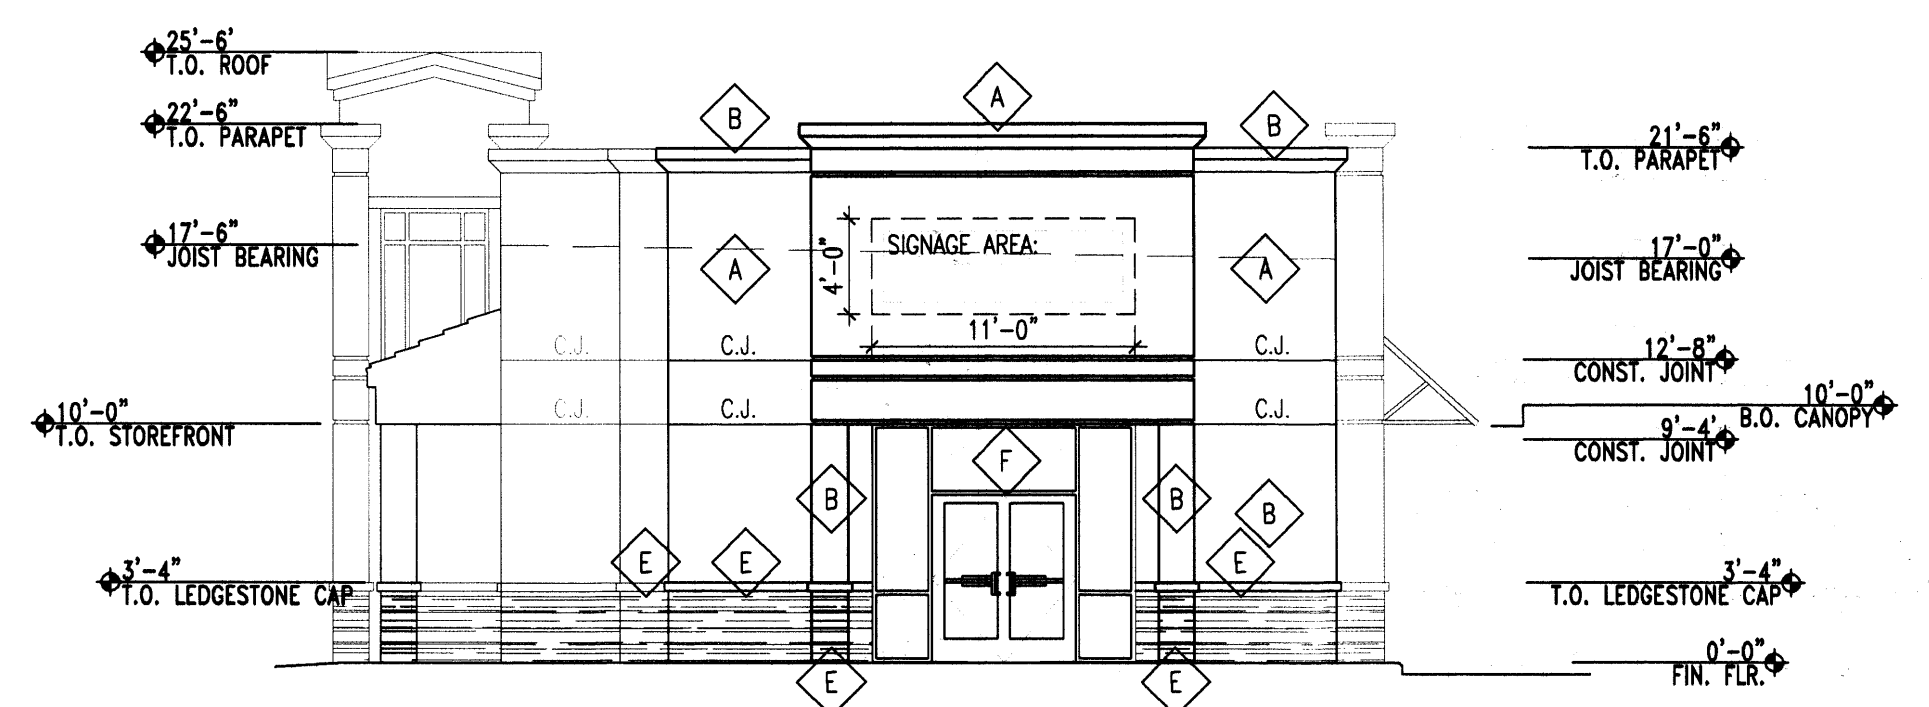 25'-6'
T.O. ROOF
22'-6"
T.O. PARAPET
17'-6"
JOIST BEARING
10'-0"
T.O. STOREFRONT
3'-4"
T.O. LEDGESTONE CAP
A
B
B
SIGNAGE AREA:
4'-0"
11'-0"
A
A
C.J.
C.J.
C.J.
C.J.
C.J.
C.J.
F
B
B
B
E
E
E
E
E
21'-6"
T.O. PARAPET
17'-0"
JOIST BEARING
12'-8"
CONST. JOINT
10'-0"
B.O. CANOPY
9'-4'
CONST. JOINT
3'-4"
T.O. LEDGESTONE CAP
0'-0"
FIN. FLR.